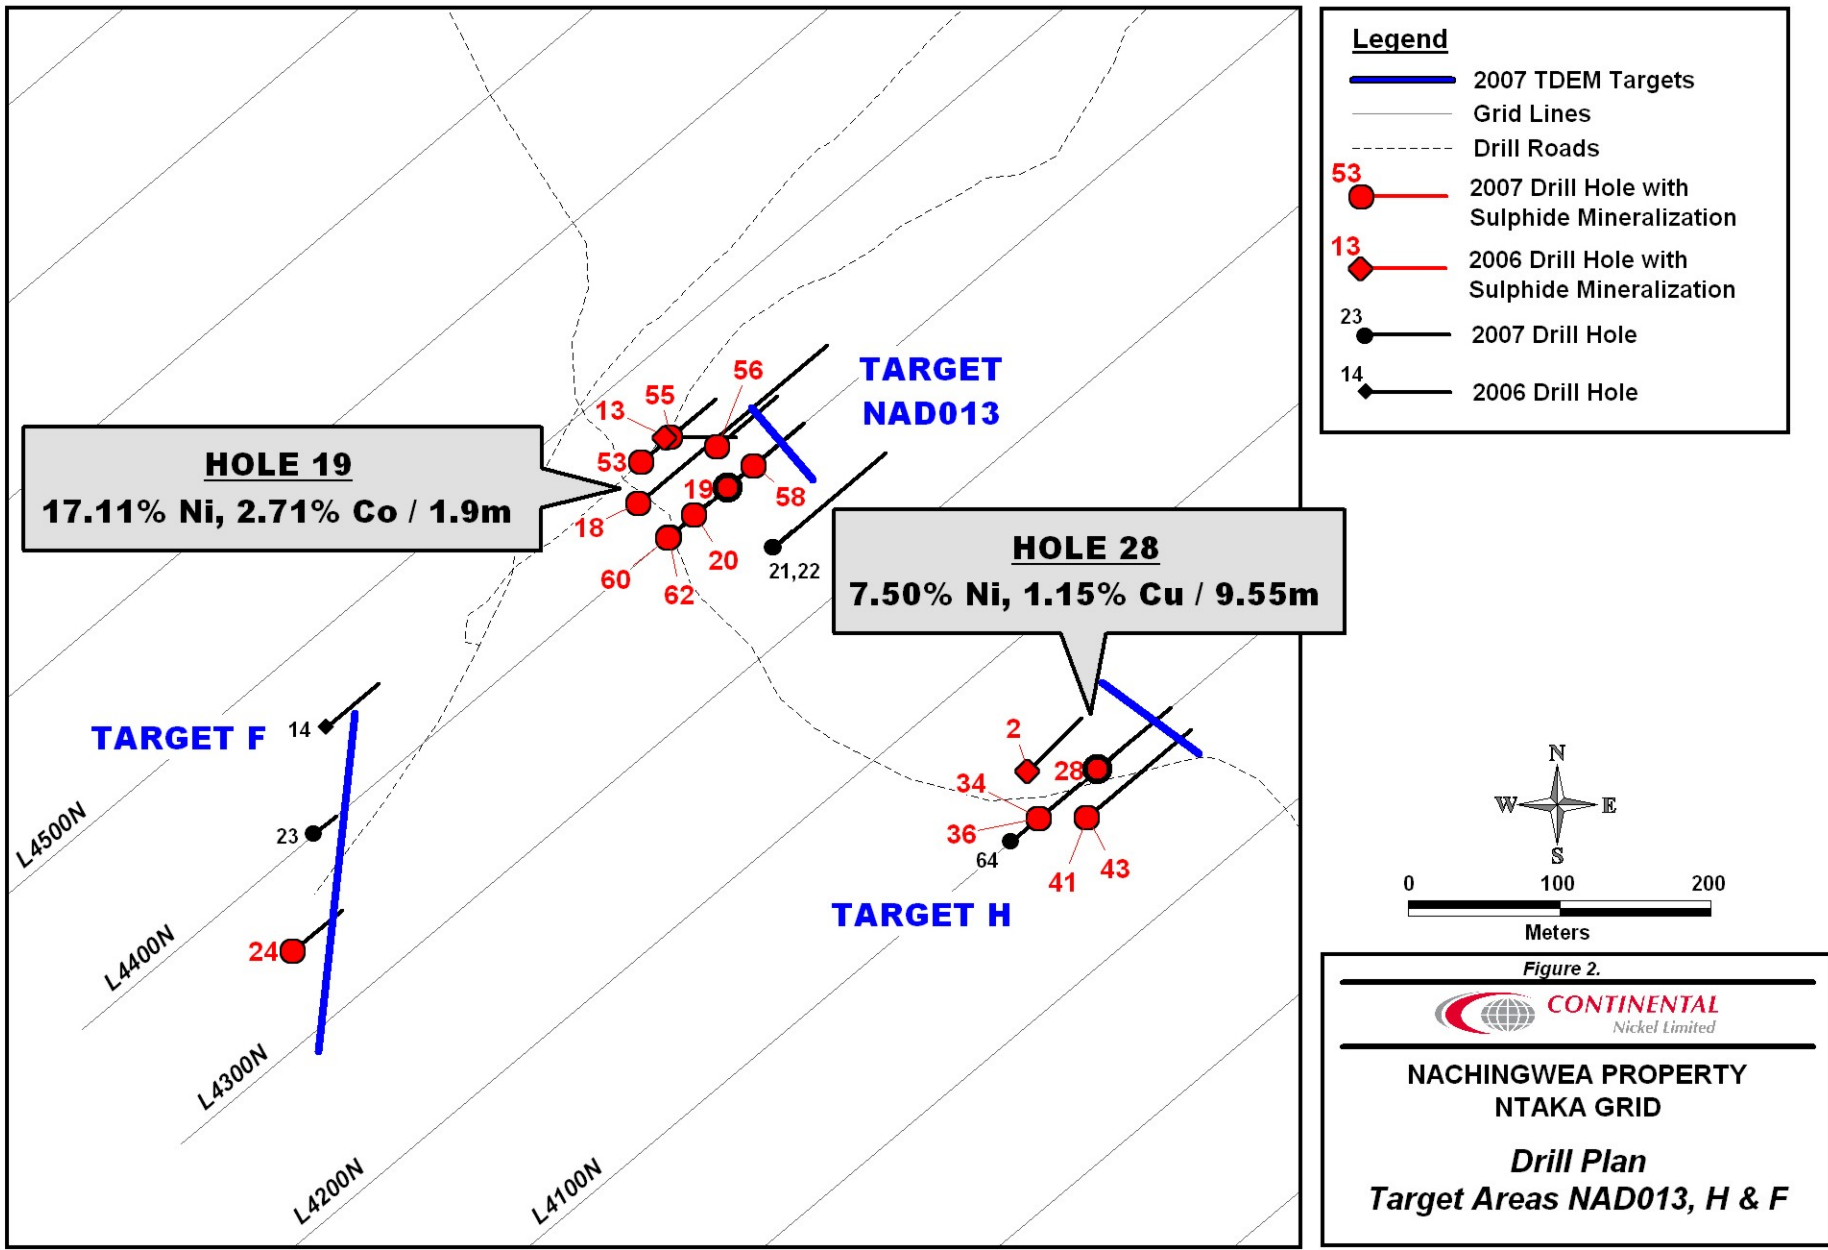 56
55
13
53
19
58
18
20
60
62
21,22
TARGET
NAD013
HOLE 19
17.11% Ni, 2.71% Co / 1.9m
HOLE 28
7.50% Ni, 1.15% Cu / 9.55m
TARGET F
14
23
24
2
28
34
36
64
41
43
TARGET H
L4500N
L4400N
L4300N
L4200N
L4100N
Legend
2007 TDEM Targets
Grid Lines
Drill Roads
53
2007 Drill Hole with
Sulphide Mineralization
13
2006 Drill Hole with
Sulphide Mineralization
23
2007 Drill Hole
14
2006 Drill Hole
N
W E
S
0 100 200
Meters
Figure 2.
CONTINENTAL
Nickel Limited
NACHINGWEA PROPERTY
NTAKA GRID
Drill Plan
Target Areas NAD013, H & F